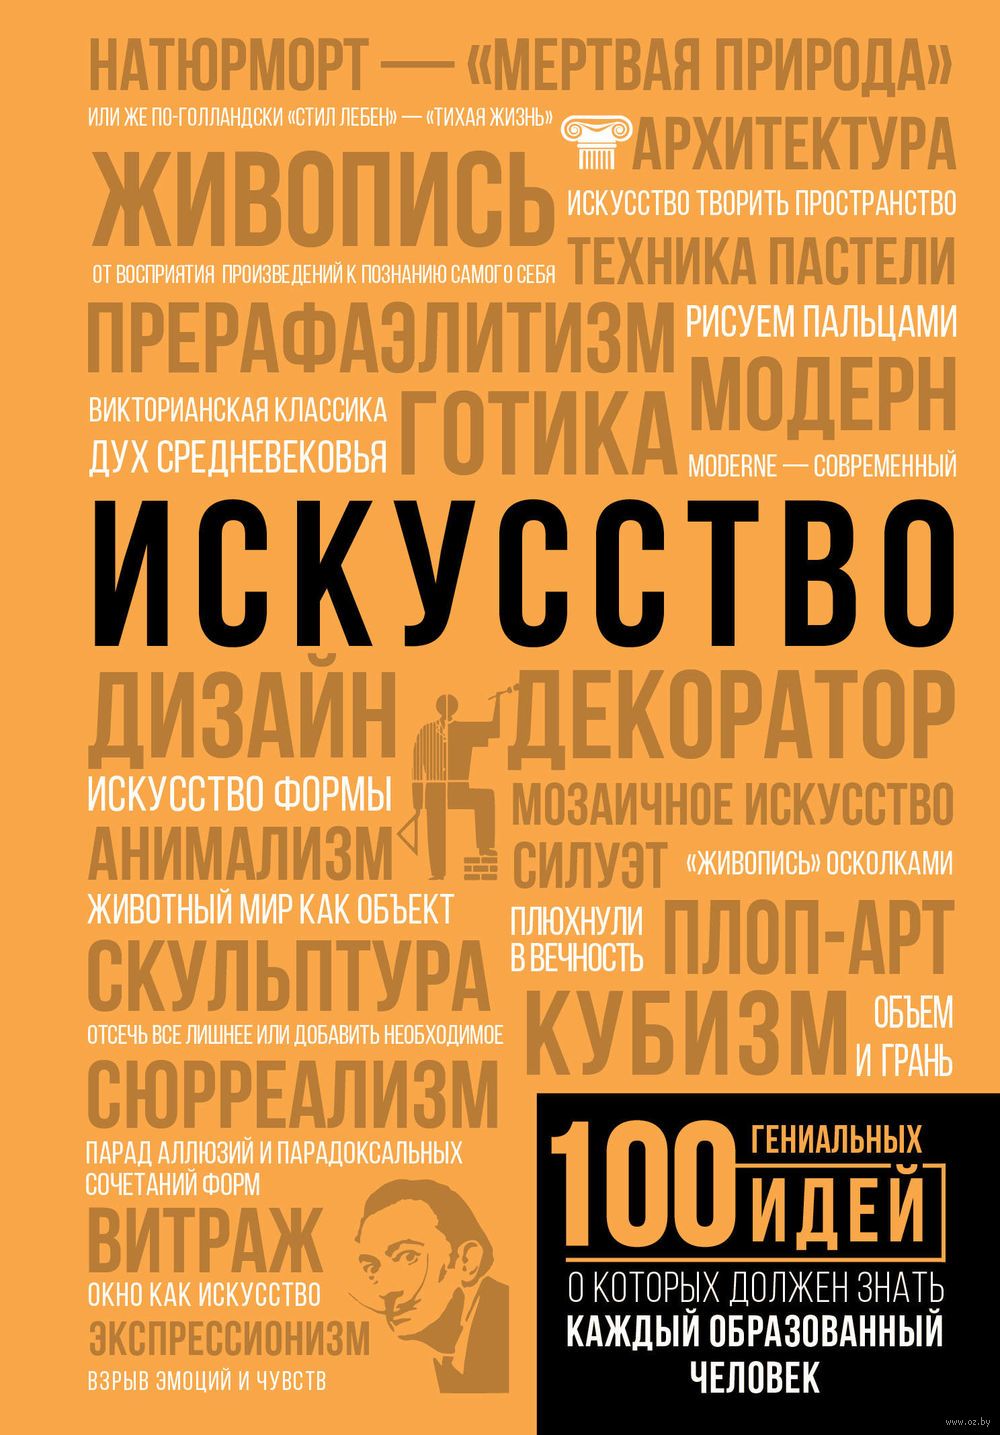 НАТЮРМОРТ — «МЕРТВАЯ ПРИРОДА»
ИЛИ ЖЕ ПО-ГОЛЛАНДСКИ «СТИЛ ЛЕБЕН» — «ТИХАЯ ЖИЗНЬ»
АРХИТЕКТУРА
ИСКУССТВО ТВОРИТЬ ПРОСТРАНСТВО
ЖИВОПИСЬ
ОТ ВОСПРИЯТИЯ ПРОИЗВЕДЕНИЙ К ПОЗНАНИЮ САМОГО СЕБЯ
ТЕХНИКА ПАСТЕЛИ
РИСУЕМ ПАЛЬЦАМИ
ПРЕРАФАЭЛИТИЗМ
ВИКТОРИАНСКАЯ КЛАССИКА
ДУХ СРЕДНЕВЕКОВЬЯ
ГОТИКА
МОДЕРН
MODERNE — СОВРЕМЕННЫЙ
ИСКУССТВО
ДИЗАЙН
ИСКУССТВО ФОРМЫ
АНИМАЛИЗМ
ЖИВОТНЫЙ МИР КАК ОБЪЕКТ
СКУЛЬПТУРА
ОТСЕЧЬ ВСЕ ЛИШНЕЕ ИЛИ ДОБАВИТЬ НЕОБХОДИМОЕ
СЮРРЕАЛИЗМ
ПАРАД АЛЛЮЗИЙ И ПАРАДОКСАЛЬНЫХ
СОЧЕТАНИЙ ФОРМ
ВИТРАЖ
ОКНО КАК ИСКУССТВО
ЭКСПРЕССИОНИЗМ
ВЗРЫВ ЭМОЦИЙ И ЧУВСТВ
ДЕКОРАТОР
МОЗАИЧНОЕ ИСКУССТВО
СИЛУЭТ «ЖИВОПИСЬ» ОСКОЛКАМИ
ПЛЮХНУЛИ
В ВЕЧНОСТЬ
ПЛОП-АРТ
КУБИЗМ
ОБЪЕМ
И ГРАНЬ
100 ГЕНИАЛЬНЫХ
ИДЕЙ
О КОТОРЫХ ДОЛЖЕН ЗНАТЬ
КАЖДЫЙ ОБРАЗОВАННЫЙ
ЧЕЛОВЕК
www.oz.by